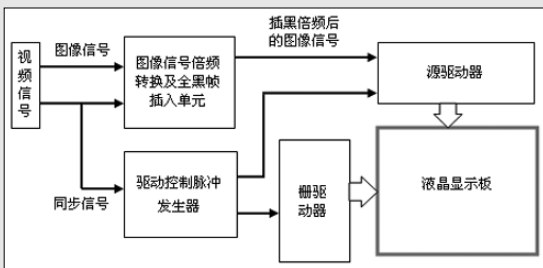 视频信号
图像信号
图像信号倍频
转换及全黑帧
插入单元
插黑倍频后
的图像信号
源驱动器
同步信号
驱动控制脉冲
发生器
栅驱
动器
液晶显示板